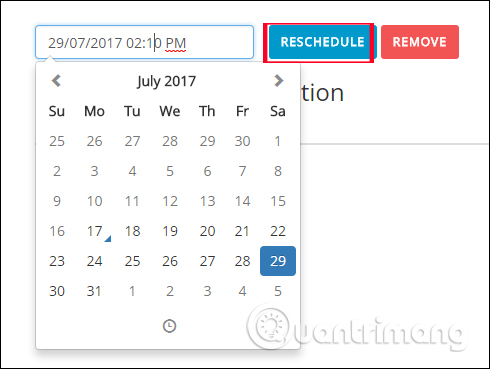 29/07/2017 02:10 PM
RESCHEDULE
REMOVE
tion
July 2017
Su Mo Tu We Th Fr Sa
25 26 27 28 29 30 1
2 3 4 5 6 7 8
9 10 11 12 13 14 15
16 17 18 19 20 21 22
23 24 25 26 27 28 29
30 31 1 2 3 4 5
Quantrimang